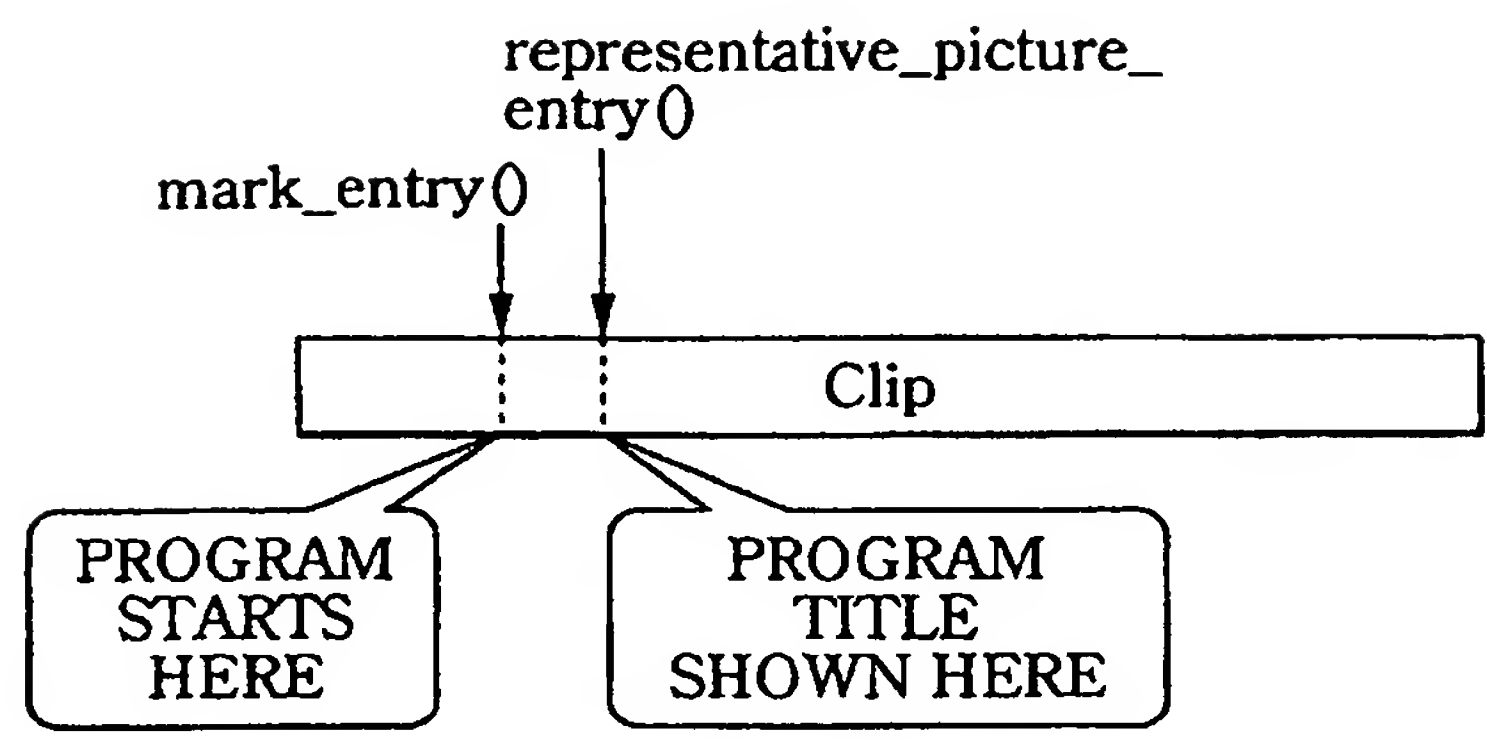 representative_picture_
entry()
mark_entry()
Clip
PROGRAM
STARTS
HERE
PROGRAM
TITLE
SHOWN HERE